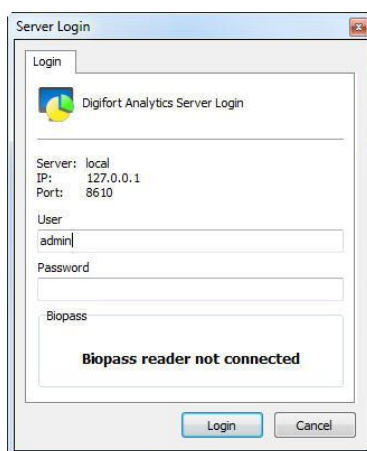 Server Login
Login
Digifort Analytics Server Login
Server: local
IP: 127.0.0.1
Port: 8610
User
admin
Password
Biopass
Biopass reader not connected
Login Cancel